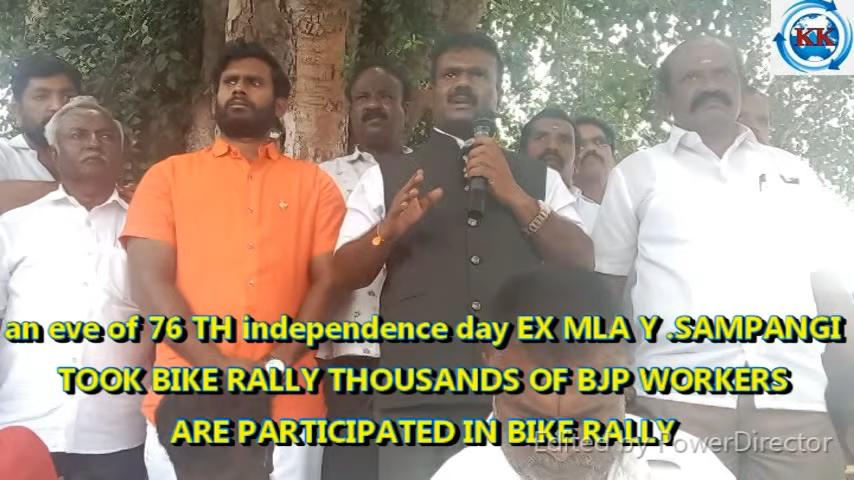 KK
an eve of 76 TH independence day EX MLA Y .SAMPANGI
TOOK BIKE RALLY THOUSANDS OF BJP WORKERS
ARE PARTICIPATED IN BIKE RALLY
Edited by PowerDirector